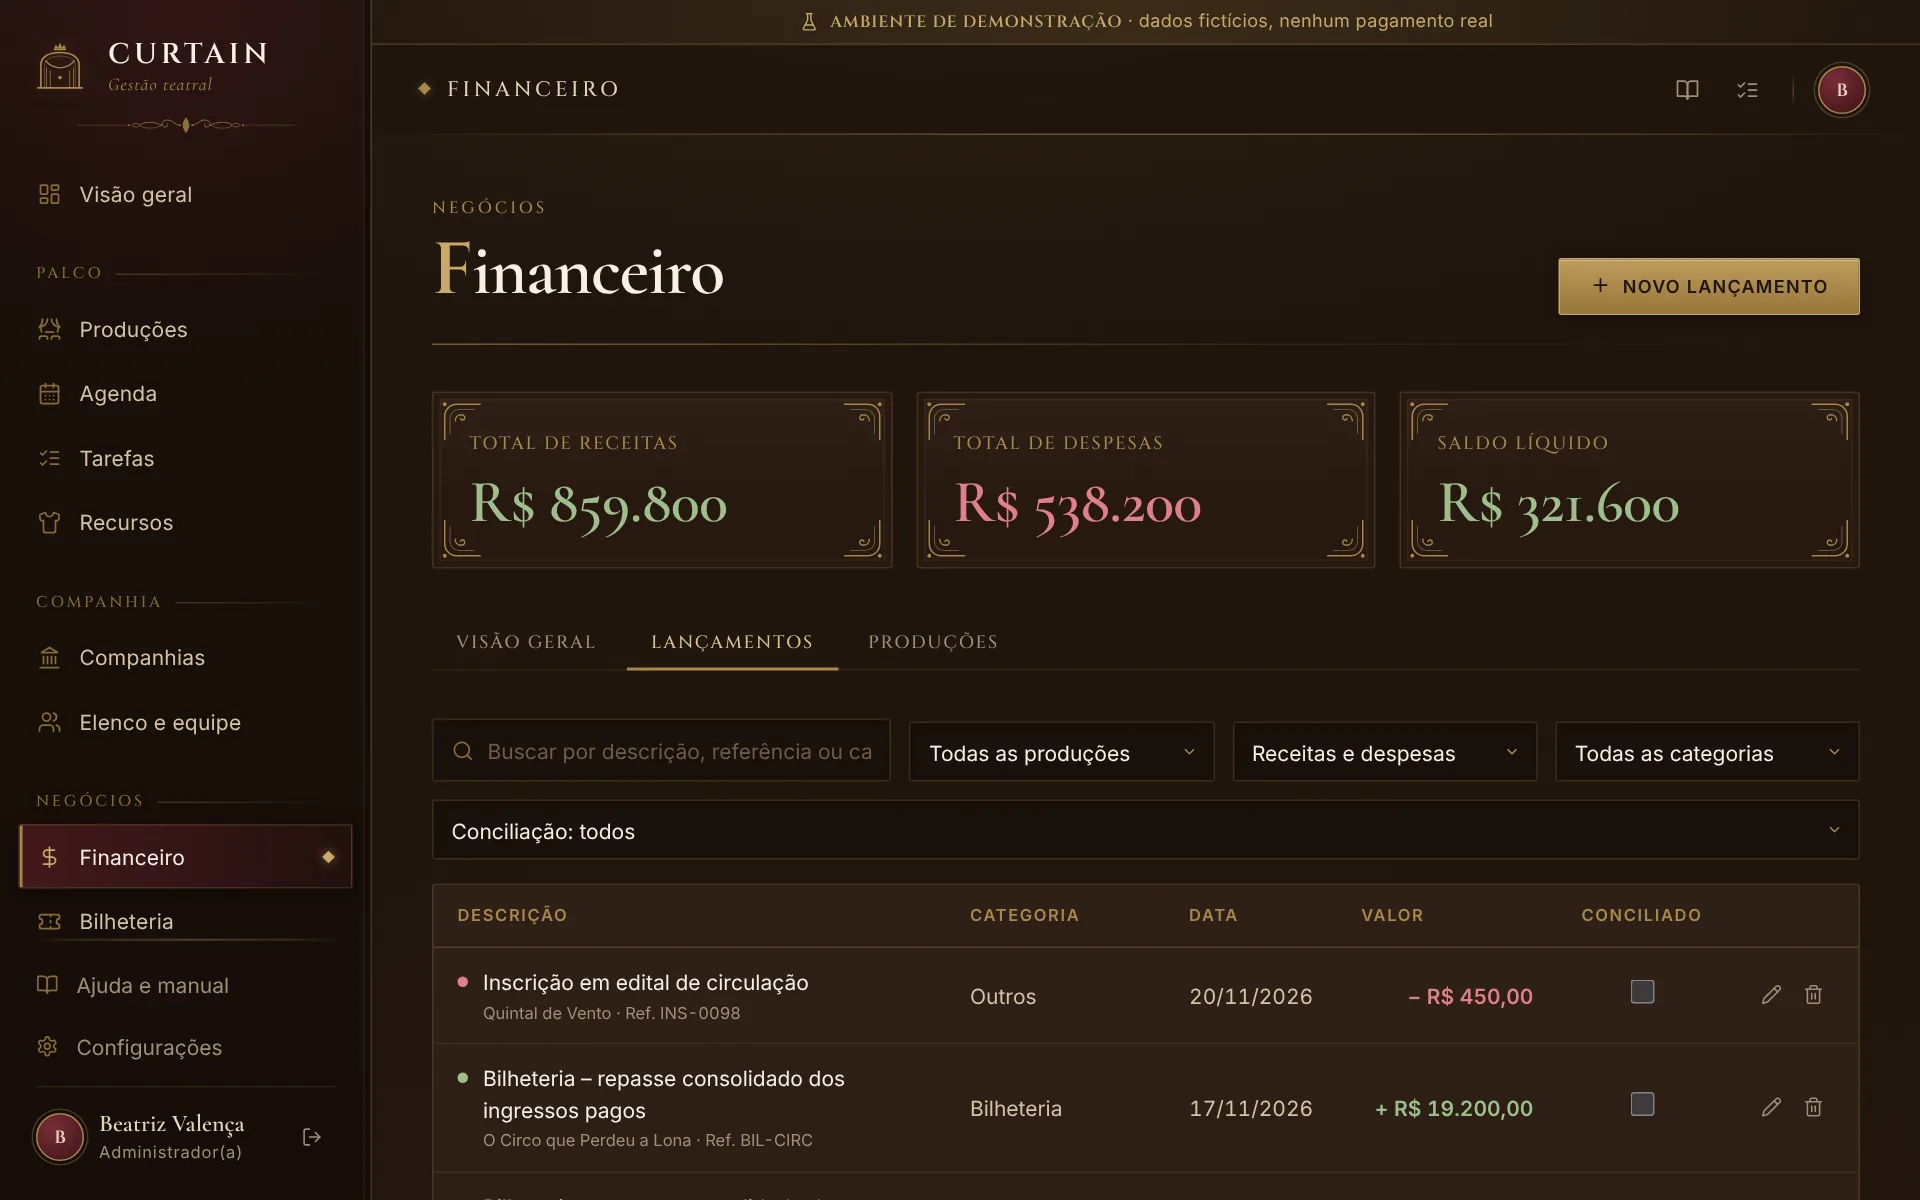 CURTAIN
Gestão teatral
Visão geral
PALCO
Produções
Agenda
Tarefas
Recursos
COMPANHIA
Companhias
Elenco e equipe
NEGÓCIOS
Financeiro
Bilheteria
Ajuda e manual
Configurações
B
Beatriz Valença
Administrador(a)
AMBIENTE DE DEMONSTRAÇÃO · dados fictícios, nenhum pagamento real
FINANCEIRO
B
NEGÓCIOS
Financeiro
+ NOVO LANÇAMENTO
TOTAL DE RECEITAS
R$ 859.800
TOTAL DE DESPESAS
R$ 538.200
SALDO LÍQUIDO
R$ 321.600
VISÃO GERAL LANÇAMENTOS PRODUÇÕES
Buscar por descrição, referência ou ca
Todas as produções
Receitas e despesas
Todas as categorias
Conciliação: todos
DESCRIÇÃO CATEGORIA DATA VALOR CONCILIADO
Inscrição em edital de circulação
Quintal de Vento · Ref. INS-0098
Outros 20/11/2026 – R$ 450,00
Bilheteria – repasse consolidado dos
ingressos pagos
O Circo que Perdeu a Lona · Ref. BIL-CIRC
Bilheteria 17/11/2026 + R$ 19.200,00